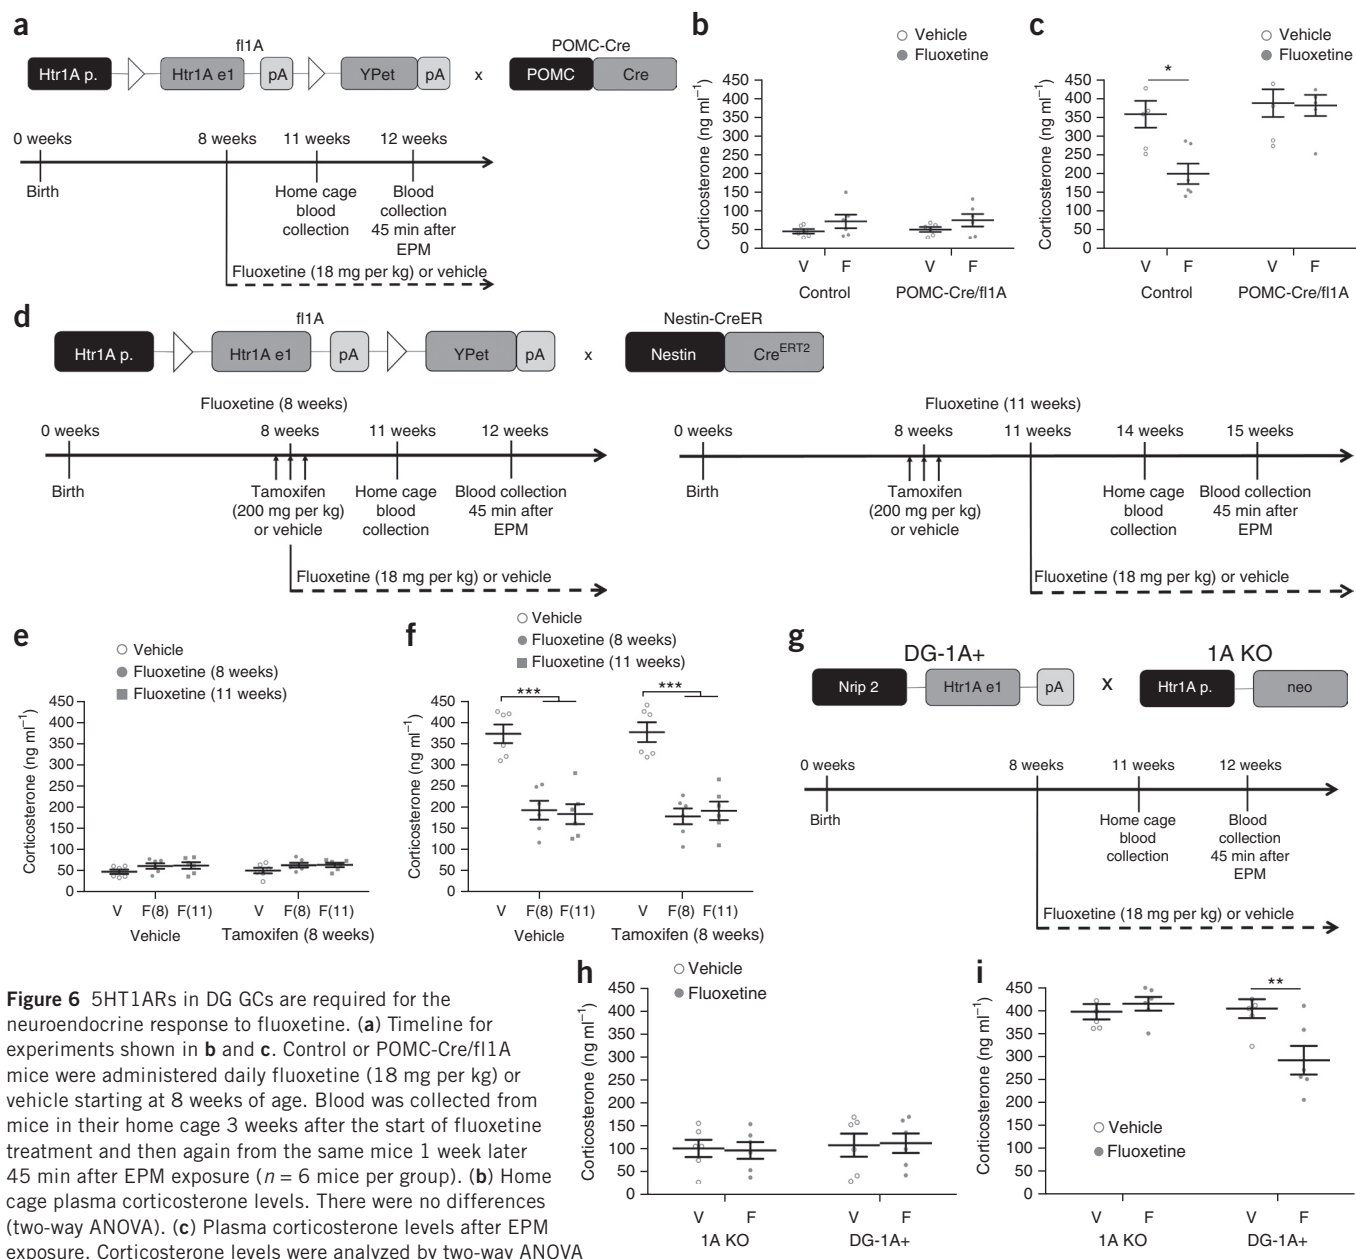 a
fl1A
POMC-Cre
Htr1A p.
Htr1A e1
pA
YPet
pA
x
POMC
Cre
0 weeks
8 weeks
11 weeks
12 weeks
Birth
Home cage
blood
collection
Blood
collection
45 min after
EPM
Fluoxetine (18 mg per kg) or vehicle
b
Vehicle
Fluoxetine
Corticosterone (ng ml−1)
450
400
350
300
250
200
150
100
50
0
V
F
V
F
Control
POMC-Cre/fl1A
c
Vehicle
Fluoxetine
Corticosterone (ng ml−1)
450
400
350
300
250
200
150
100
50
0
*
V
F
V
F
Control
POMC-Cre/fl1A
d
fl1A
Nestin-CreER
Htr1A p.
Htr1A e1
pA
YPet
pA
x
Nestin
CreERT2
Fluoxetine (8 weeks)
0 weeks
8 weeks
11 weeks
12 weeks
Birth
Tamoxifen
(200 mg per kg)
or vehicle
Home cage
blood
collection
Blood collection
45 min after
EPM
Fluoxetine (18 mg per kg) or vehicle
Fluoxetine (11 weeks)
0 weeks
8 weeks
11 weeks
14 weeks
15 weeks
Birth
Tamoxifen
(200 mg per kg)
or vehicle
Home cage
blood
collection
Blood collection
45 min after
EPM
Fluoxetine (18 mg per kg) or vehicle
e
Vehicle
Fluoxetine (8 weeks)
Fluoxetine (11 weeks)
Corticosterone (ng ml−1)
450
400
350
300
250
200
150
100
50
0
V
F(8)
F(11)
V
F(8)
F(11)
Vehicle
Tamoxifen (8 weeks)
f
Vehicle
Fluoxetine (8 weeks)
Fluoxetine (11 weeks)
Corticosterone (ng ml−1)
450
400
350
300
250
200
150
100
50
0
***
***
V
F(8)
F(11)
V
F(8)
F(11)
Vehicle
Tamoxifen (8 weeks)
g
DG-1A+
1A KO
Nrip 2
Htr1A e1
pA
X
Htr1A p.
neo
0 weeks
8 weeks
11 weeks
12 weeks
Birth
Home cage
blood
collection
Blood
collection
45 min after
EPM
Fluoxetine (18 mg per kg) or vehicle
h
Vehicle
Fluoxetine
Corticosterone (ng ml−1)
450
400
350
300
250
200
150
100
50
0
V
F
V
F
1A KO
DG-1A+
i
Corticosterone (ng ml−1)
450
400
350
300
250
200
150
100
50
0
**
Vehicle
Fluoxetine
V
F
V
F
1A KO
DG-1A+
Figure 6 5HT1ARs in DG GCs are required for the
neuroendocrine response to fluoxetine. (a) Timeline for
experiments shown in b and c. Control or POMC-Cre/fl1A
mice were administered daily fluoxetine (18 mg per kg) or
vehicle starting at 8 weeks of age. Blood was collected from
mice in their home cage 3 weeks after the start of fluoxetine
treatment and then again from the same mice 1 week later
45 min after EPM exposure (n = 6 mice per group). (b) Home
cage plasma corticosterone levels. There were no differences
(two-way ANOVA). (c) Plasma corticosterone levels after EPM
exposure. Corticosterone levels were analyzed by two-way ANOVA